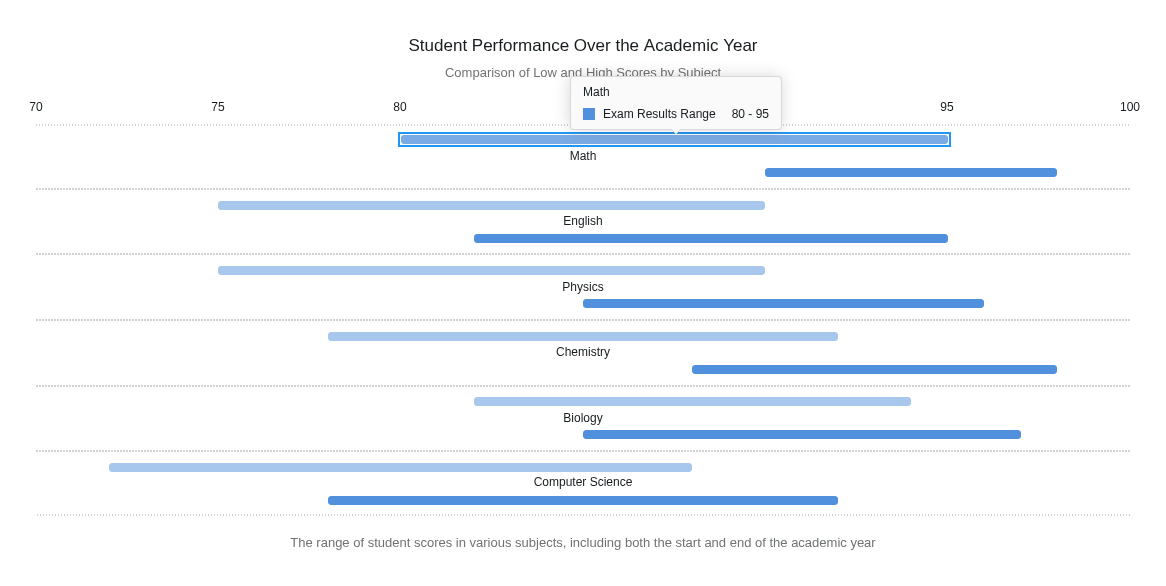 Student Performance Over the Academic Year
Comparison of Low and High Scores by Subject
70 75 80 95 100
Math
Exam Results Range 80 - 95
Math
English
Physics
Chemistry
Biology
Computer Science
The range of student scores in various subjects, including both the start and end of the academic year